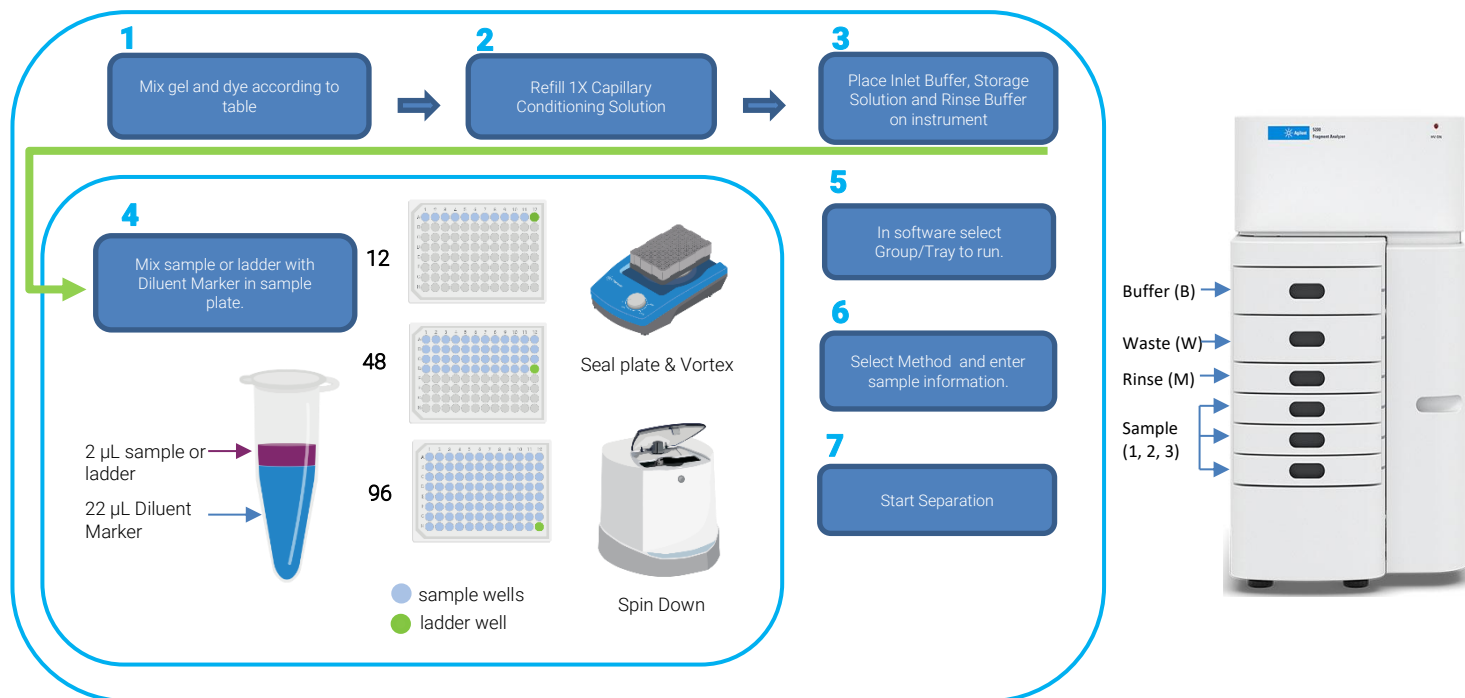 1
Mix gel and dye according to
table
2
Refill 1X Capillary
Conditioning Solution
3
Place Inlet Buffer, Storage
Solution and Rinse Buffer
on instrument
4
Mix sample or ladder with
Diluent Marker in sample
plate.
2 µL sample or
ladder
22 µL Diluent
Marker
12
48
96
sample wells
ladder well
Seal plate & Vortex
Spin Down
5
In software select
Group/Tray to run.
6
Select Method and enter
sample information.
7
Start Separation
Agilent
Fragment Analyzer
Buffer (B)
Waste (W)
Rinse (M)
Sample
(1, 2, 3)